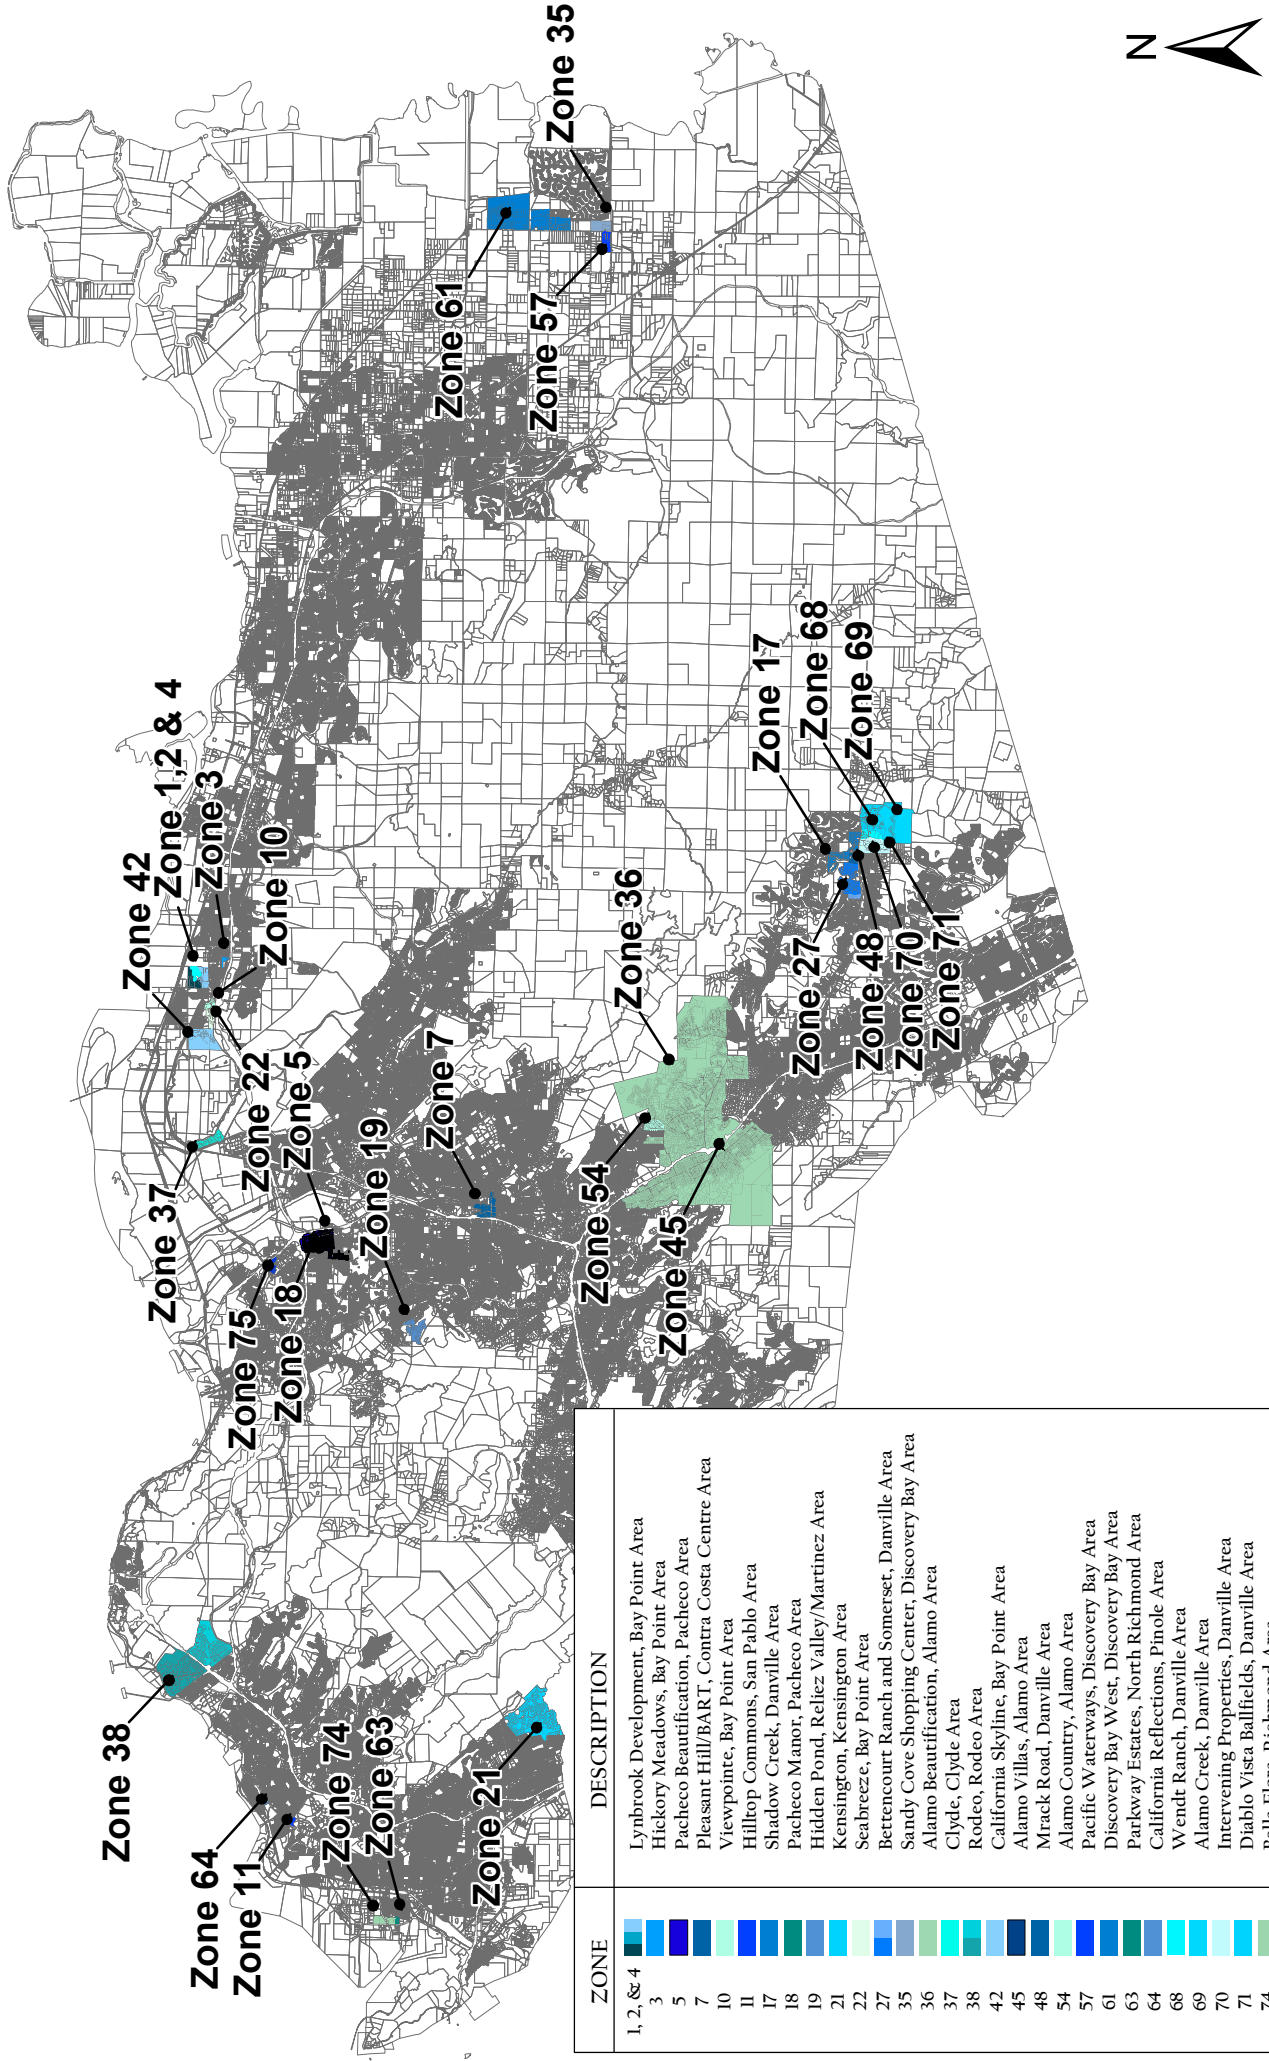 Zone 38
Zone 64
Zone 11
Zone 74
Zone 63
Zone 21
Zone 37
Zone 75
Zone 18
Zone 22
Zone 5
Zone 19
Zone 7
Zone 42
Zone 1,2 & 4
Zone 3
Zone 10
Zone 54
Zone 45
Zone 36
Zone 27
Zone 48
Zone 70
Zone 71
Zone 17
Zone 68
Zone 69
Zone 61
Zone 57
Zone 35
N
ZONE DESCRIPTION
1, 2, & 4 Lynbrook Development, Bay Point Area
3 Hickory Meadows, Bay Point Area
5 Pacheco Beautification, Pacheco Area
7 Pleasant Hill/BART, Contra Costa Centre Area
10 Viewpoint, Bay Point Area
11 Hilltop Commons, San Pablo Area
17 Shadow Creek, Danville Area
18 Pacheco Manor, Pacheco Area
19 Hidden Pond, Reliez Valley/Martinez Area
21 Kensington, Kensington Area
22 Seabreeze, Bay Point Area
27 Bettencourt Ranch and Somerset, Danville Area
35 Sandy Cove Shopping Center, Discovery Bay Area
36 Alamo Beautification, Alamo Area
37 Clyde, Clyde Area
38 Rodeo, Rodeo Area
42 California Skyline, Bay Point Area
45 Alamo Villas, Alamo Area
48 Mrack Road, Danville Area
54 Alamo Country, Alamo Area
57 Pacific Waterways, Discovery Bay Area
61 Discovery Bay West, Discovery Bay Area
63 Parkway Estates, North Richmond Area
64 California Reflections, Pinole Area
68 Wendt Ranch, Danville Area
69 Alamo Creek, Danville Area
70 Intervening Properties, Danville Area
71 Diablo Vista Ballfields, Danville Area
74